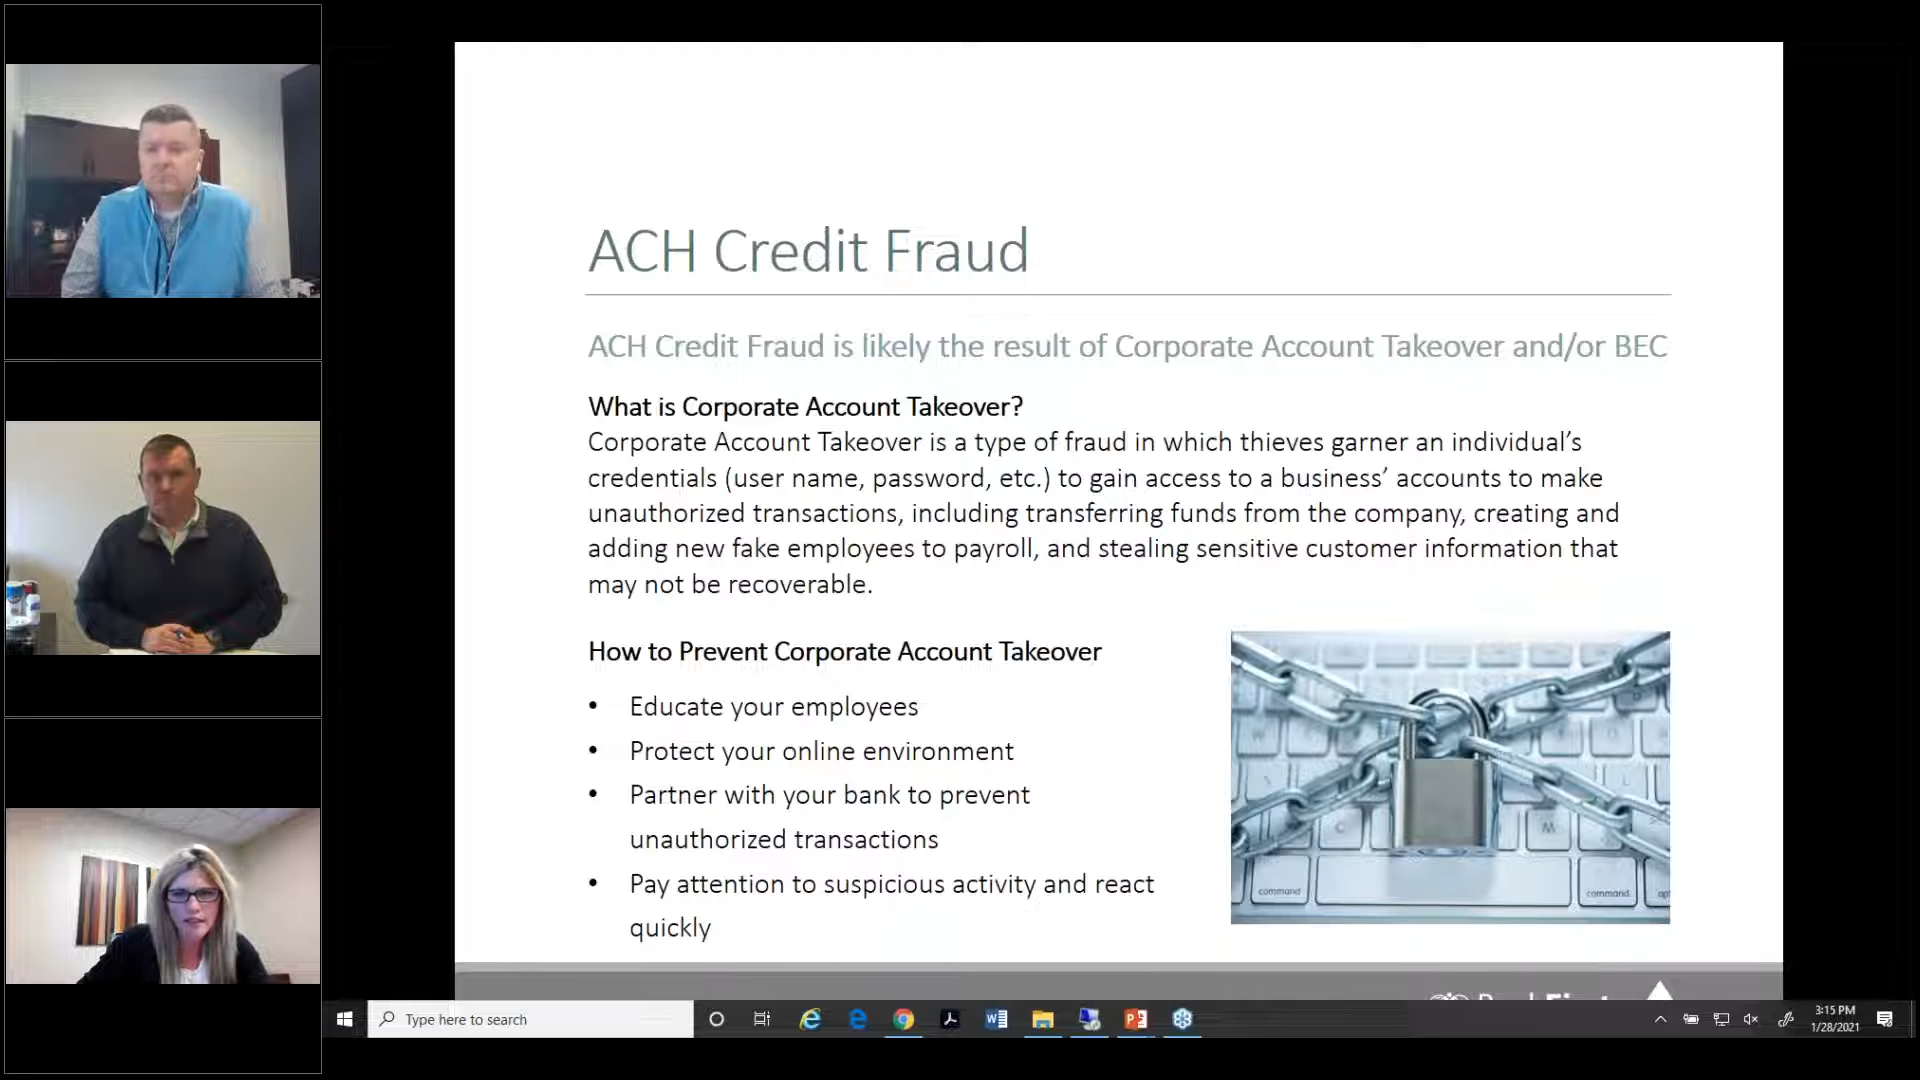 ACH Credit Fraud
ACH Credit Fraud is likely the result of Corporate Account Takeover and/or BEC
What is Corporate Account Takeover?
Corporate Account Takeover is a type of fraud in which thieves garner an individual’s
credentials (user name, password, etc.) to gain access to a business’ accounts to make
unauthorized transactions, including transferring funds from the company, creating and
adding new fake employees to payroll, and stealing sensitive customer information that
may not be recoverable.
How to Prevent Corporate Account Takeover
• Educate your employees
• Protect your online environment
• Partner with your bank to prevent
unauthorized transactions
• Pay attention to suspicious activity and react
quickly
command
command
Type here to search
3:15 PM
1/28/2021